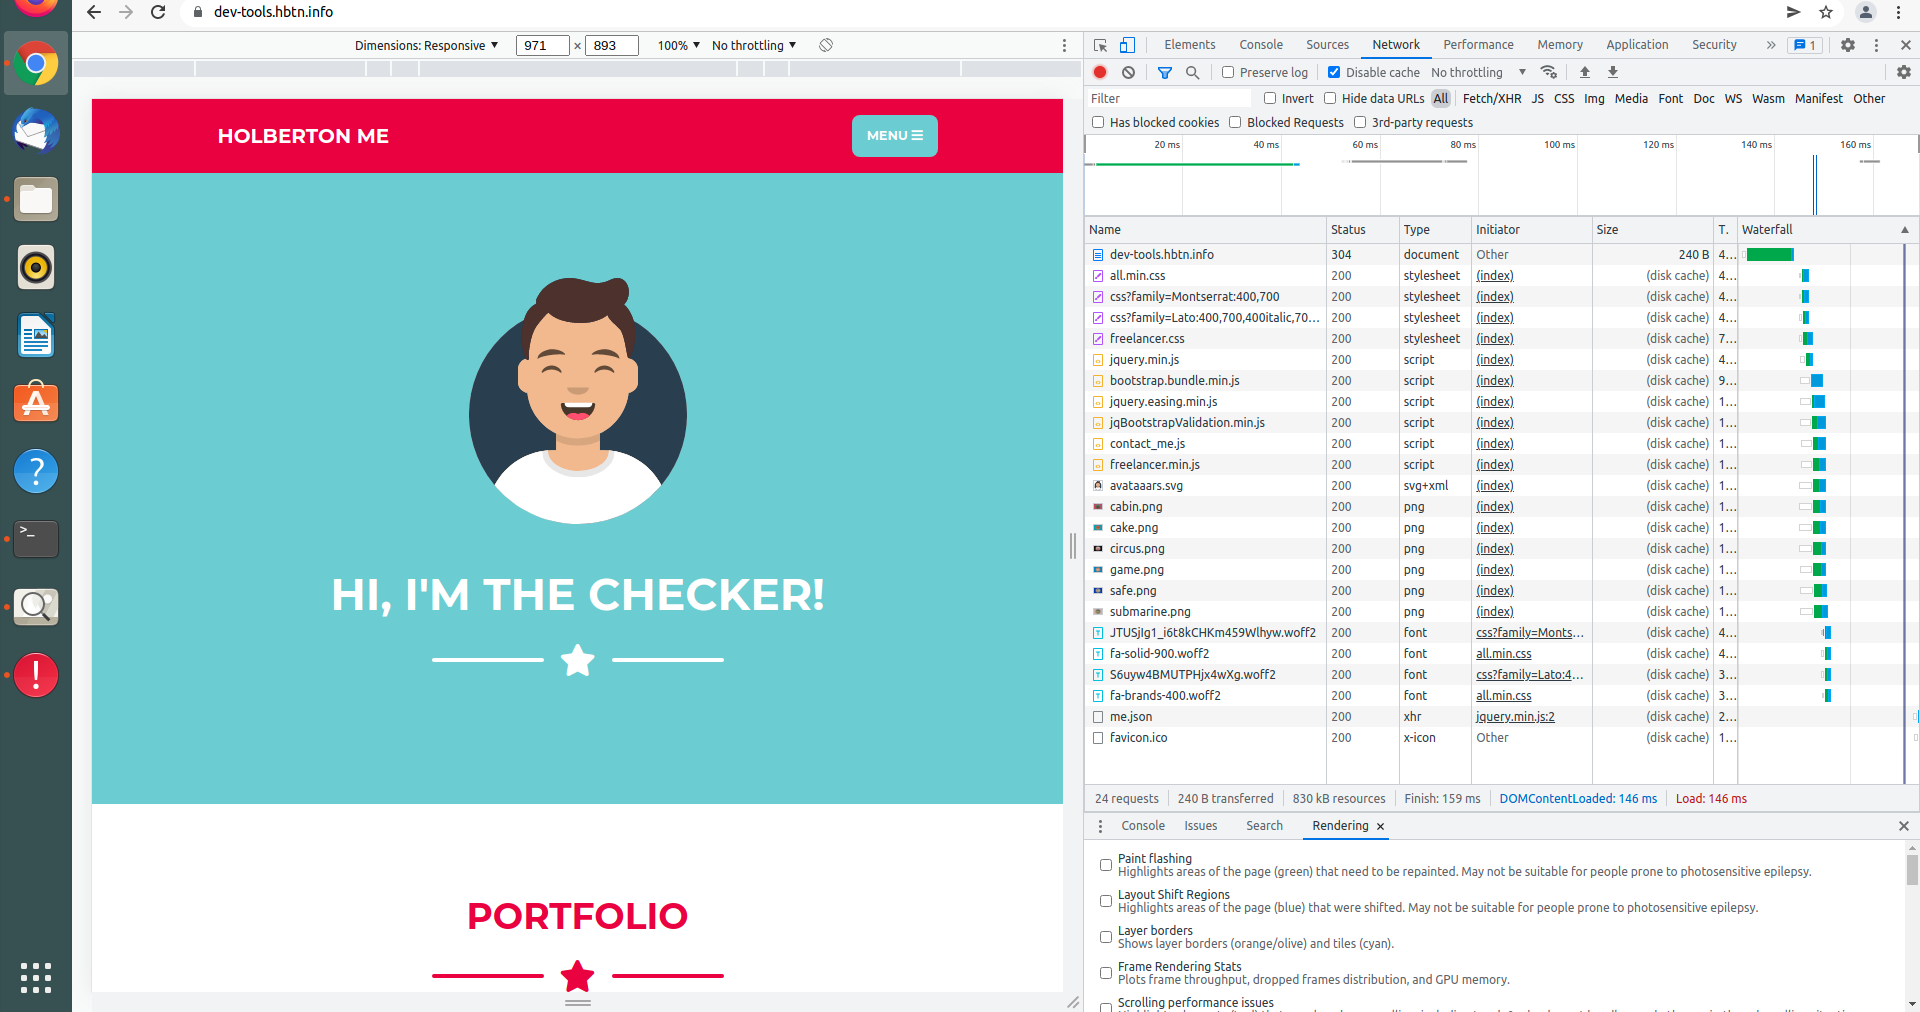 dev-tools.hbtn.info
Dimensions: Responsive ▼ 971 × 893 100% ▼ No throttling ▼
HOLBERTON ME
MENU ☰
HI, I'M THE CHECKER!
PORTFOLIO
Elements Console Sources Network Performance Memory Application Security » 1
Preserve log Disable cache No throttling ▼
Filter Invert Hide data URLs All Fetch/XHR JS CSS Img Media Font Doc WS Wasm Manifest Other
Has blocked cookies Blocked Requests 3rd-party requests
20 ms 40 ms 60 ms 80 ms 100 ms 120 ms 140 ms 160 ms
Name Status Type Initiator Size T. Waterfall ▲
dev-tools.hbtn.info 304 document Other 240 B 4...
all.min.css 200 stylesheet (index) (disk cache) 4...
css?family=Montserrat:400,700 200 stylesheet (index) (disk cache) 4...
css?family=Lato:400,700,400italic,70... 200 stylesheet (index) (disk cache) 4...
freelancer.css 200 stylesheet (index) (disk cache) 7...
jquery.min.js 200 script (index) (disk cache) 4...
bootstrap.bundle.min.js 200 script (index) (disk cache) 9...
jquery.easing.min.js 200 script (index) (disk cache) 1...
jqBootstrapValidation.min.js 200 script (index) (disk cache) 1...
contact_me.js 200 script (index) (disk cache) 1...
freelancer.min.js 200 script (index) (disk cache) 1...
avataaars.svg 200 svg+xml (index) (disk cache) 1...
cabin.png 200 png (index) (disk cache) 1...
cake.png 200 png (index) (disk cache) 1...
circus.png 200 png (index) (disk cache) 1...
game.png 200 png (index) (disk cache) 1...
safe.png 200 png (index) (disk cache) 1...
submarine.png 200 png (index) (disk cache) 1...
JTUSjIg1_i6t8kCHKm459Wlhyw.woff2 200 font css?family=Monts... (disk cache) 4...
fa-solid-900.woff2 200 font all.min.css (disk cache) 4...
S6uyw4BMUTPHjx4wXg.woff2 200 font css?family=Lato:4... (disk cache) 3...
fa-brands-400.woff2 200 font all.min.css (disk cache) 3...
me.json 200 xhr jquery.min.js:2 (disk cache) 2...
favicon.ico 200 x-icon Other (disk cache) 1...
24 requests 240 B transferred 830 kB resources Finish: 159 ms DOMContentLoaded: 146 ms Load: 146 ms
Console Issues Search Rendering ×
Paint flashing
Highlights areas of the page (green) that need to be repainted. May not be suitable for people prone to photosensitive epilepsy.
Layout Shift Regions
Highlights areas of the page (blue) that were shifted. May not be suitable for people prone to photosensitive epilepsy.
Layer borders
Shows layer borders (orange/olive) and tiles (cyan).
Frame Rendering Stats
Plots frame throughput, dropped frames distribution, and GPU memory.
Scrolling performance issues